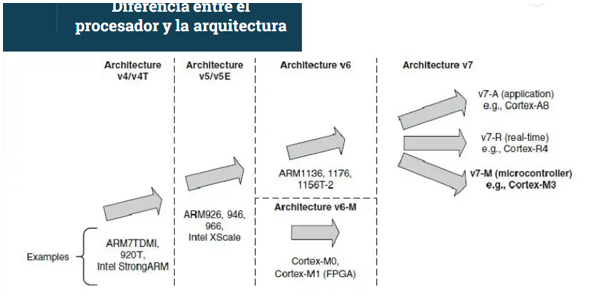 Diferencia entre el
procesador y la arquitectura
Architecture
v4/v4T
Architecture
v5/v5E
Architecture v6
Architecture v7
v7-A (application)
e.g., Cortex-A8
v7-R (real-time)
e.g., Cortex-R4
v7-M (microcontroller)
e.g., Cortex-M3
ARM1136, 1176,
1156T-2
Architecture v6-M
Cortex-M0,
Cortex-M1 (FPGA)
ARM926, 946,
966,
Intel XScale
Examples
ARM7TDMI,
920T,
Intel StrongARM